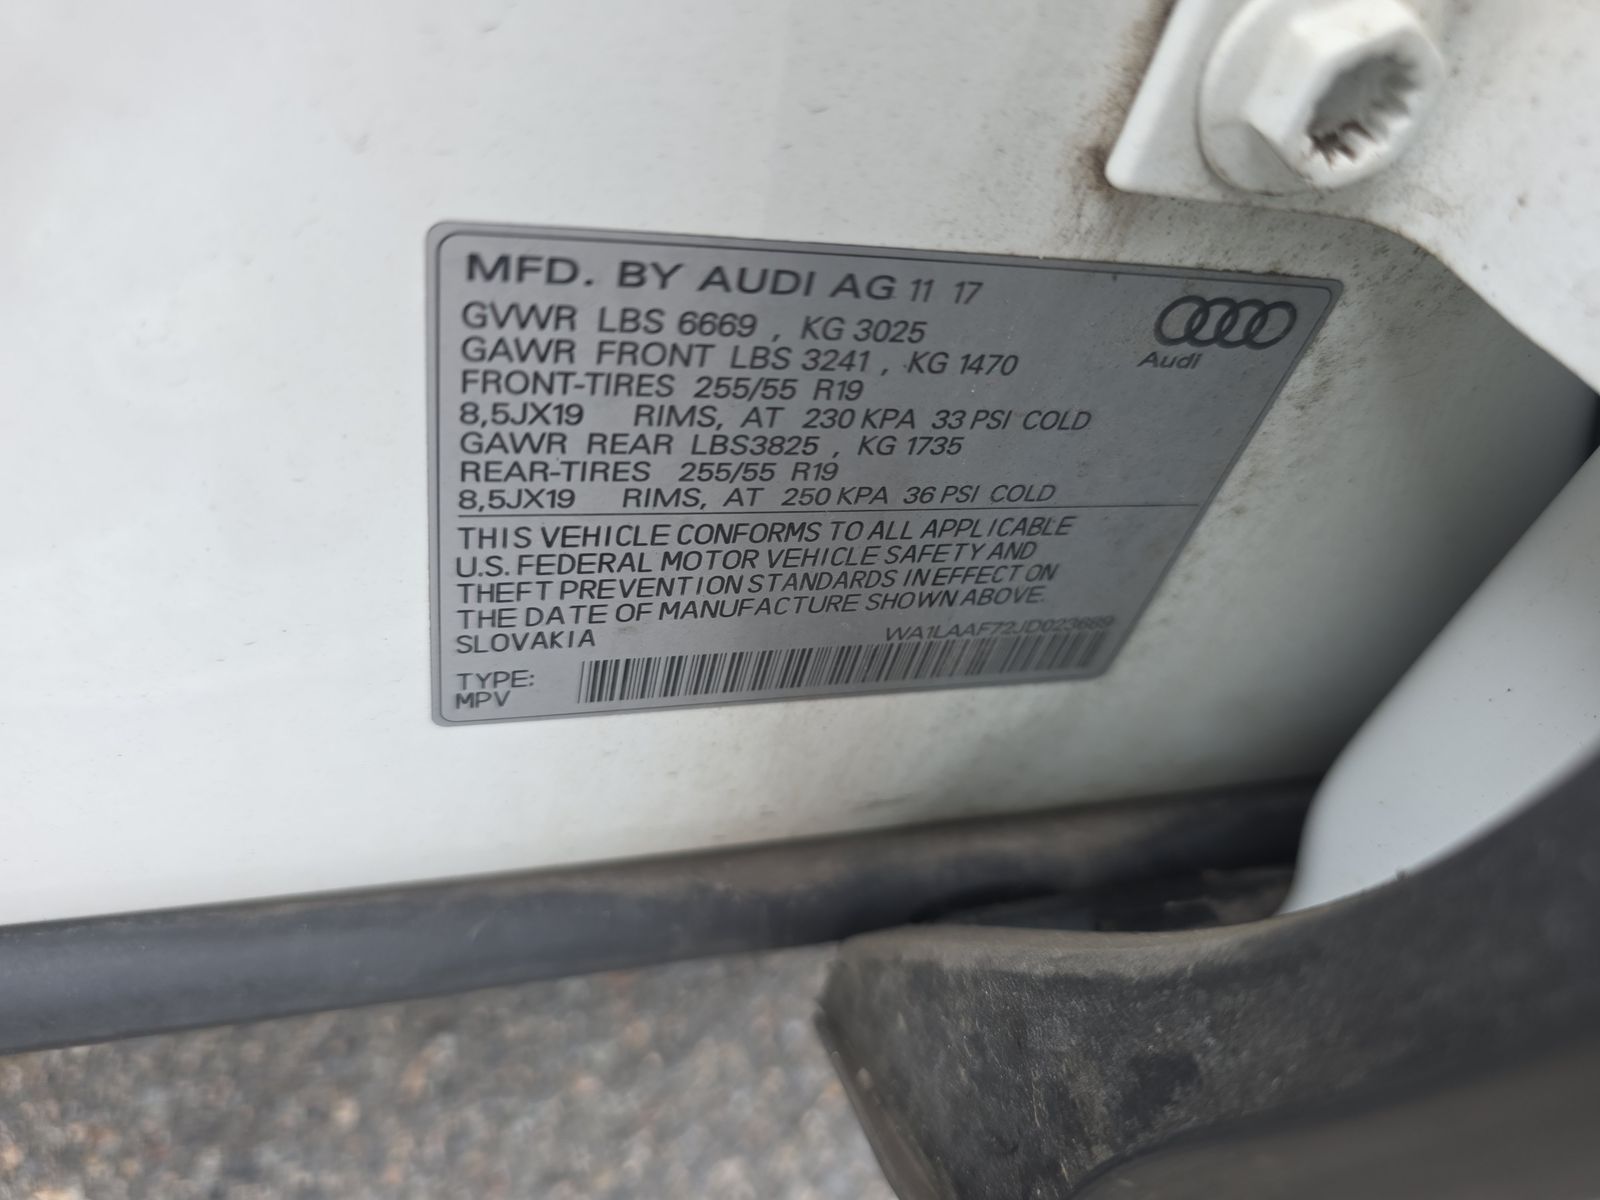 MFD. BY AUDI AG 11 17
GVWR LBS 6669 , KG 3025
GAWR FRONT LBS 3241 , KG 1470
FRONT-TIRES 255/55 R19
8,5JX19 RIMS, AT 230 KPA 33 PSI COLD
GAWR REAR LBS3825 , KG 1735
REAR-TIRES 255/55 R19
8,5JX19 RIMS, AT 250 KPA 36 PSI COLD
Audi
THIS VEHICLE CONFORMS TO ALL APPLICABLE
U.S. FEDERAL MOTOR VEHICLE SAFETY AND
THEFT PREVENTION STANDARDS IN EFFECT ON
THE DATE OF MANUFACTURE SHOWN ABOVE.
SLOVAKIA
WA1LAAF72JD023669
TYPE:
MPV